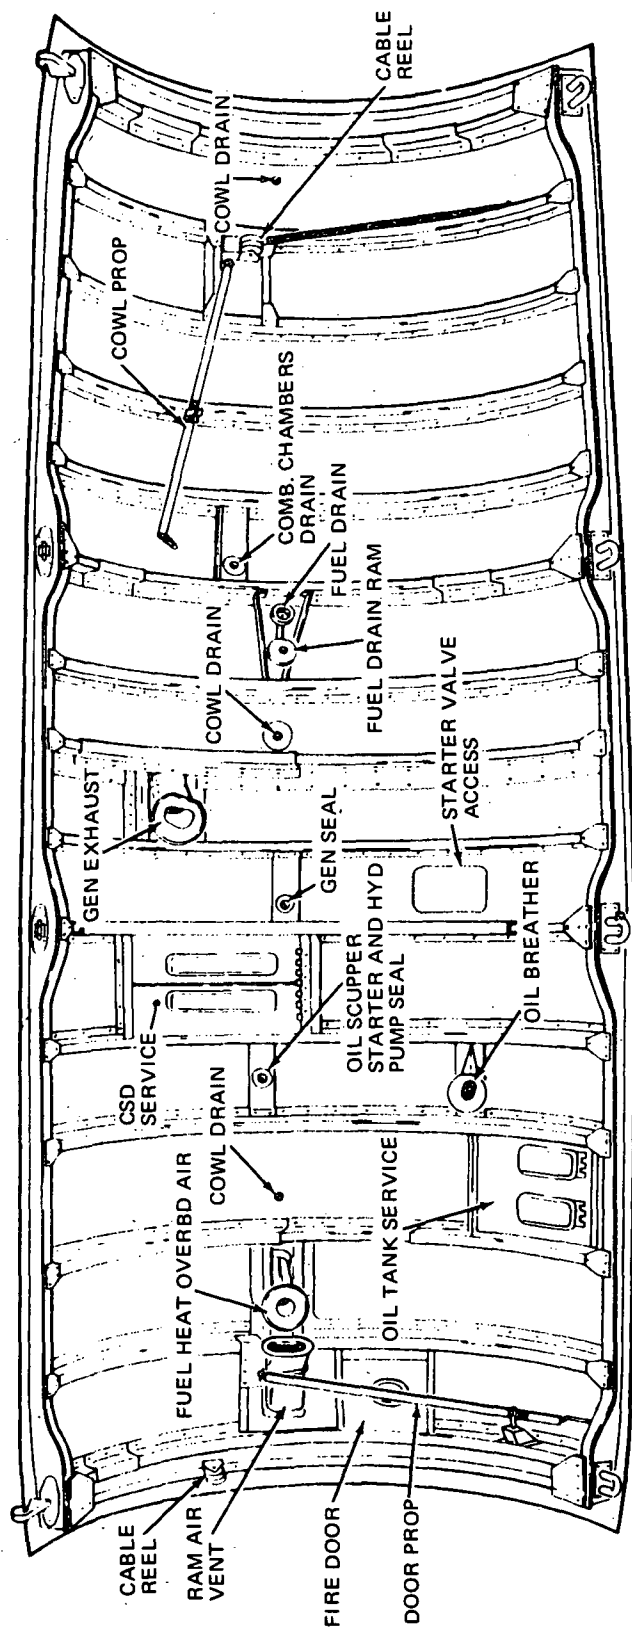 CABLE
REEL
RAM AIR
VENT
FIRE DOOR
DOOR PROP
FUEL HEAT OVERBD AIR
COWL DRAIN
OIL TANK SERVICE
CSD
SERVICE
OIL SCUPPER
STARTER AND HYD
PUMP SEAL
OIL BREATHER
GEN EXHAUST
GEN SEAL
STARTER VALVE
ACCESS
COWL DRAIN
FUEL DRAIN RAM
FUEL DRAIN
COMB. CHAMBERS
DRAIN
COWL PROP
COWL DRAIN
CABLE
REEL